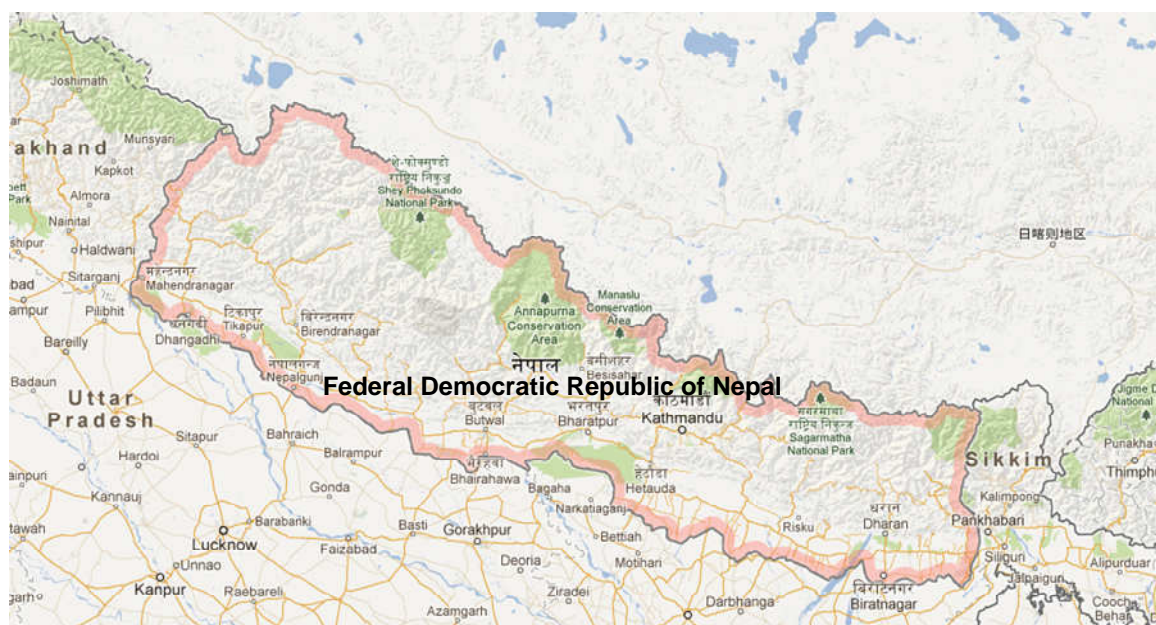 Joshimath
Munsyari
akhand
Kapkot
Almora
Nainital
Haldwani
Sitarganj
Pilibhit
Bareilly
Badaun
Uttar
Pradesh
शे-फोक्सुण्डो
राष्ट्रिय निकुञ्ज
Shey Phoksundo
National Park
日喀则地区
महेन्द्रनगर
Mahendranagar
धनगढी
Dhangadhi
टिकापुर
Tikapur
बिरेन्द्रनगर
Birendranagar
नेपालगन्ज
Nepalgunj
Annapurna
Conservation
Area
Manaslu
Conservation
Area
नेपाल
बेसीशहर
Besisahar
Federal Democratic Republic of Nepal
काठमाडौं
Kathmandu
बुटवल
Butwal
भरतपुर
Bharatpur
भैरहवा
Bhairahawa
हेटौंडा
Hetauda
सगरमाथा
राष्ट्रिय निकुञ्ज
Sagarmatha
National Park
Jigme D
National
Punakha
Thimphu
Sikkim
Kalimpong
Pankhabari
Siliguri
Jalpaiguri
Alipurduar
Cooch
Behar
धरान
Dharan
Risku
बिराटनगर
Biratnagar
Sitapur
Hardoi
Bahraich
Balrampur
Gonda
Kannauj
Barabanki
Lucknow
Unnao
Kanpur
Raebareli
Faizabad
Basti
Gorakhpur
Deoria
Azamgarh
Bagaha
Narkatiaganj
Bettiah
Motihari
Ziradei
Darbhanga